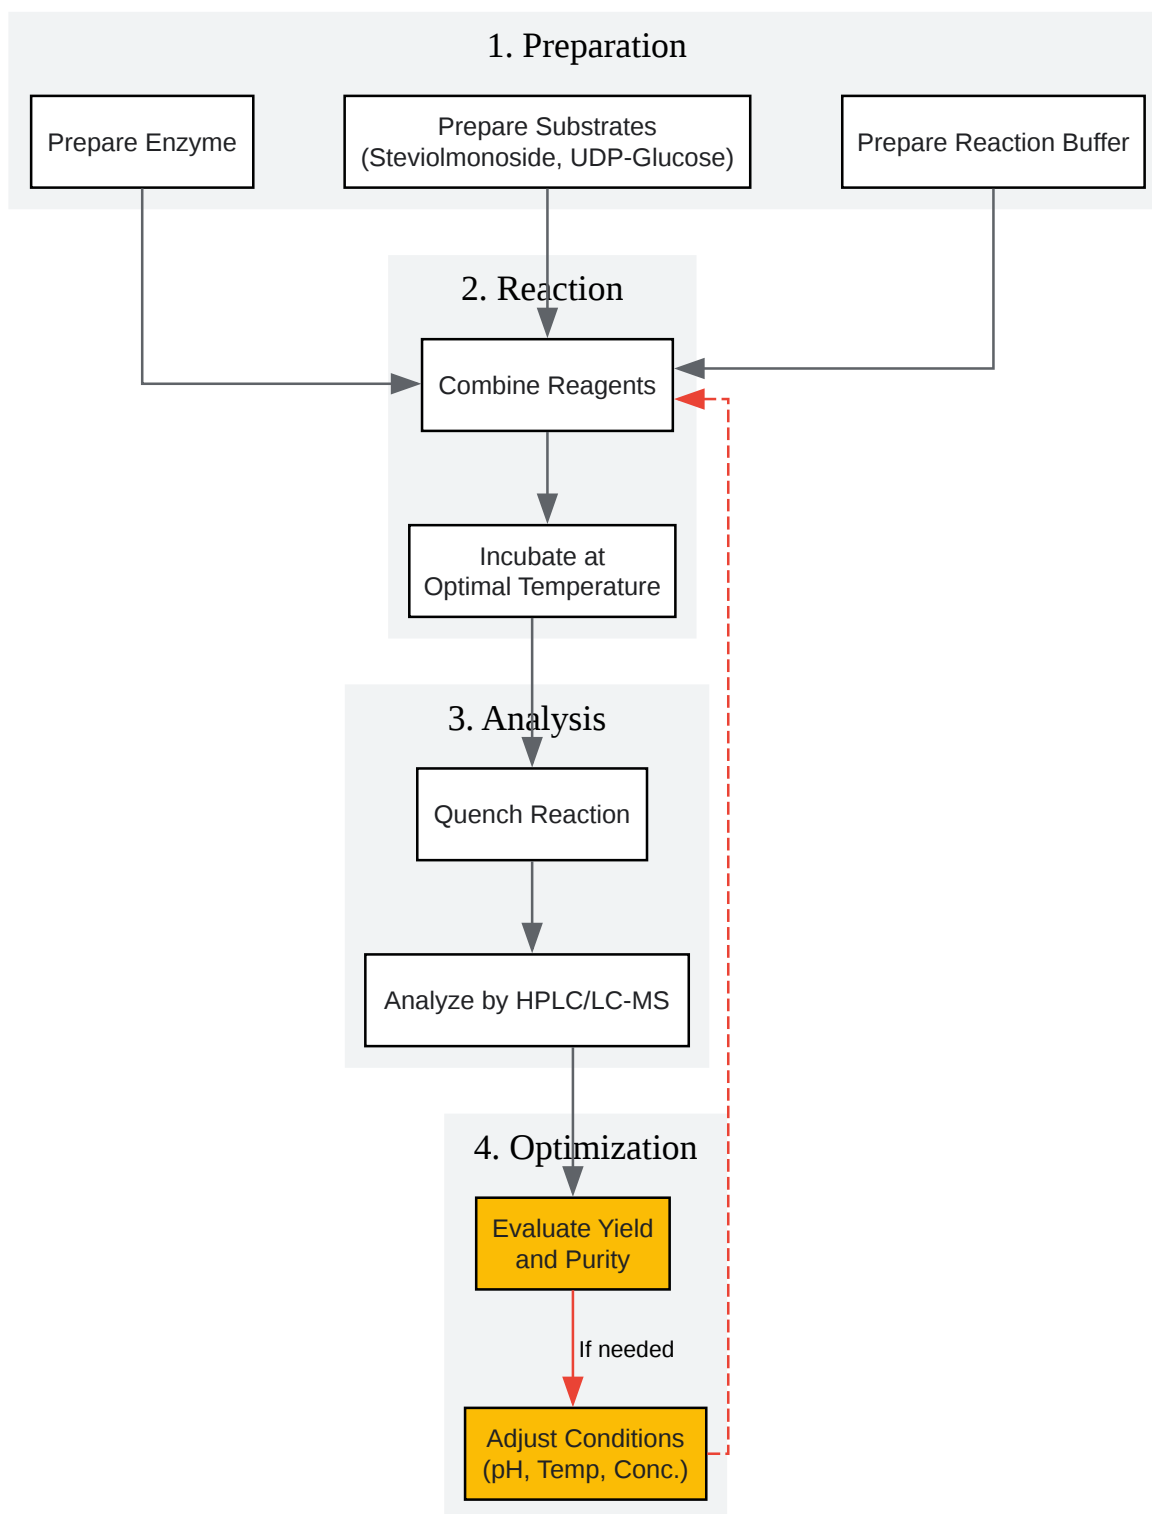 1. Preparation
Prepare Enzyme
Prepare Substrates
(Steviolmonoside, UDP-Glucose)
Prepare Reaction Buffer
2. Reaction
Combine Reagents
Incubate at
Optimal Temperature
3. Analysis
Quench Reaction
Analyze by HPLC/LC-MS
4. Optimization
Evaluate Yield
and Purity
If needed
Adjust Conditions
(pH, Temp, Conc.)